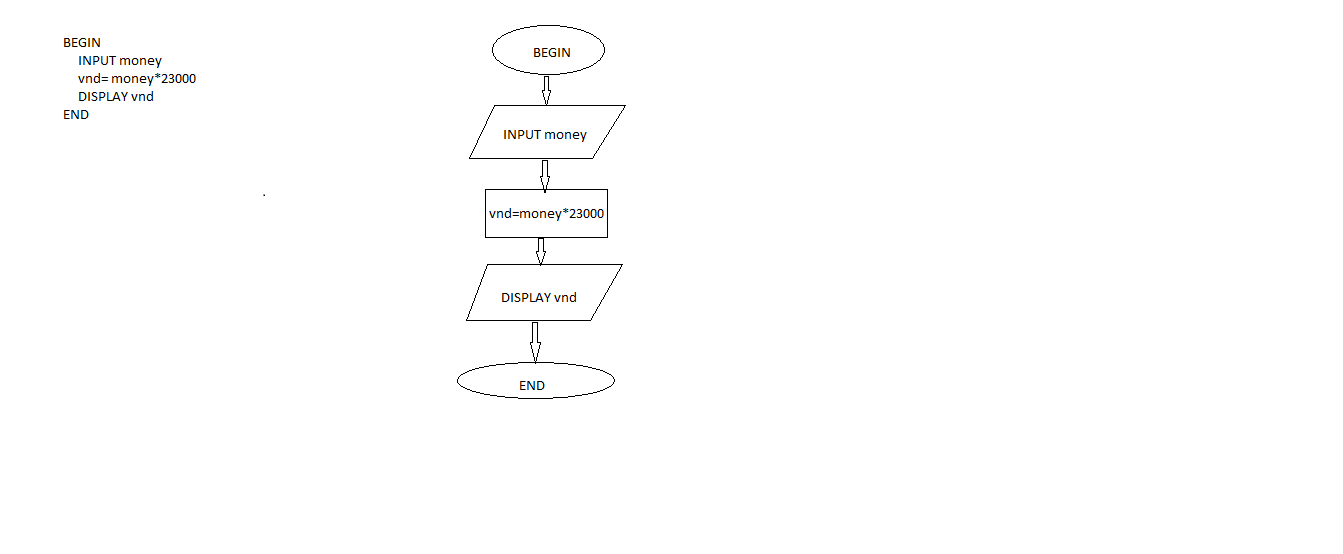 BEGIN
INPUT money
vnd= money*23000
DISPLAY vnd
END
BEGIN
INPUT money
vnd=money*23000
DISPLAY vnd
END